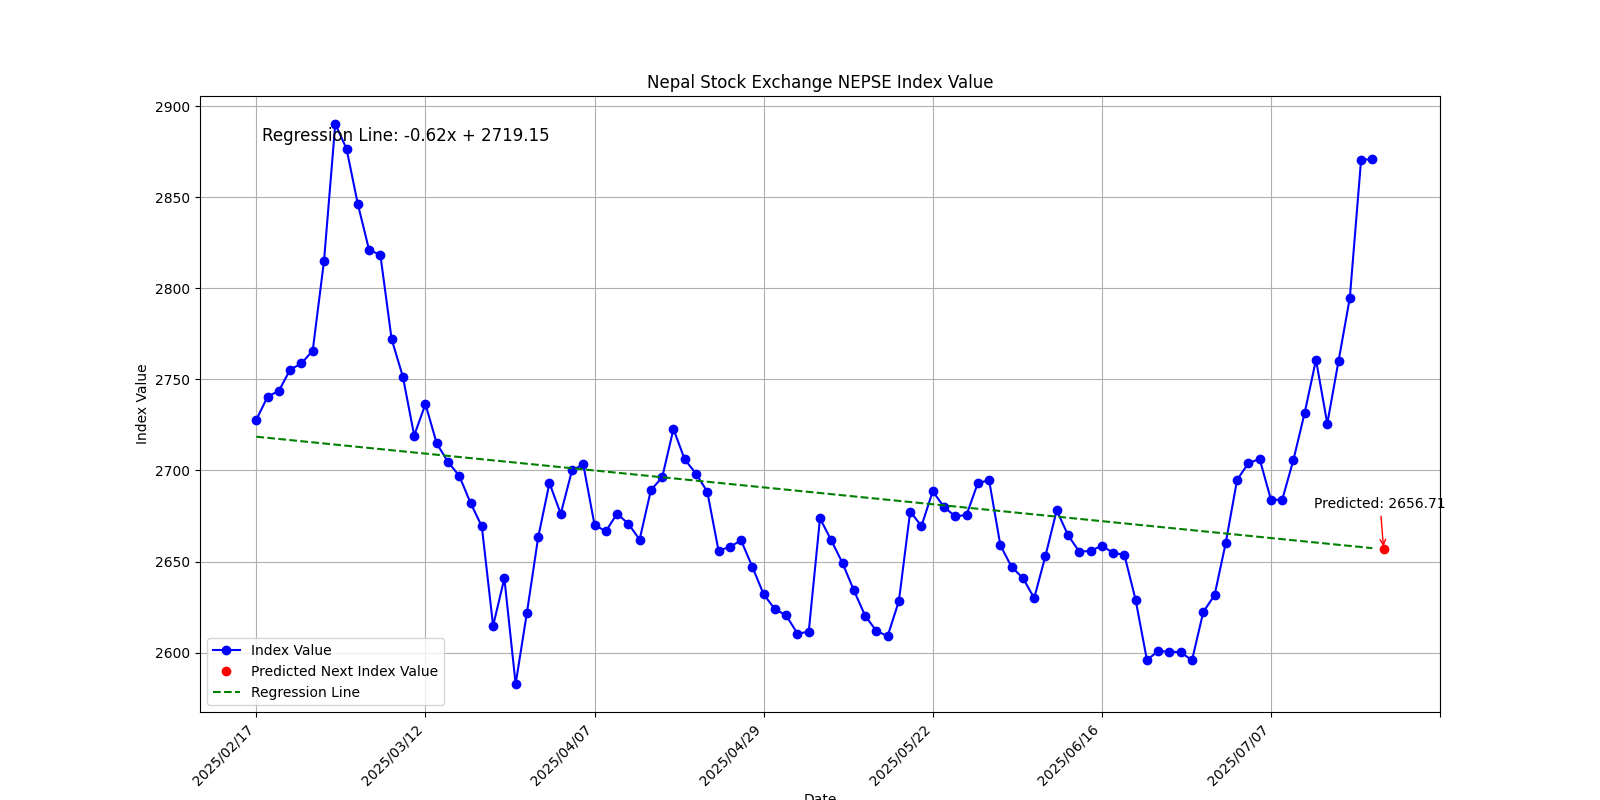 Nepal Stock Exchange NEPSE Index Value
2900
Regression Line: -0.62x + 2719.15
2850
2800
2750
Index Value
2700
Predicted: 2656.71
2650
2600
Index Value
Predicted Next Index Value
Regression Line
2025/02/17
2025/03/12
2025/04/07
2025/04/29
2025/05/22
2025/06/16
2025/07/07
Date